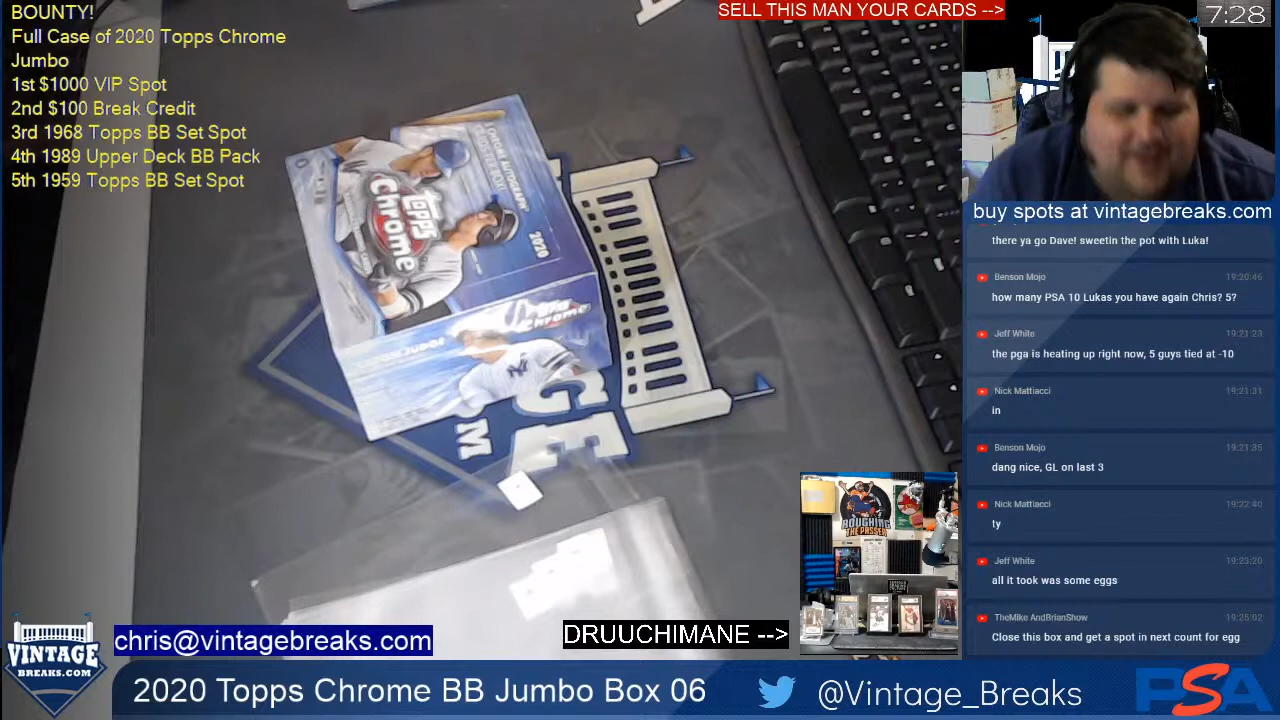 BOUNTY!
Full Case of 2020 Topps Chrome
Jumbo
1st $1000 VIP Spot
2nd $100 Break Credit
3rd 1968 Topps BB Set Spot
4th 1989 Upper Deck BB Pack
5th 1959 Topps BB Set Spot
SELL THIS MAN YOUR CARDS -->
7:28
buy spots at vintagebreaks.com
there ya go Dave! sweetin the pot with Luka!
Benson Mojo 19:20:46
how many PSA 10 Lukas you have again Chris? 5?
Jeff White 19:21:23
the pga is heating up right now, 5 guys tied at -10
Nick Mattiacci 19:21:31
in
Benson Mojo 19:21:35
dang nice, GL on last 3
Nick Mattiacci 19:22:40
ty
Jeff White 19:23:20
all it took was some eggs
TheMike AndBrianShow 19:25:02
Close this box and get a spot in next count for egg
TOPPS
Chrome
2020
GE
OM
ROUGHING
THE PASSER
chris@vintagebreaks.com
DRUUCHIMANE -->
VINTAGE
BREAKS.COM
2020 Topps Chrome BB Jumbo Box 06
@Vintage_Breaks
PSA